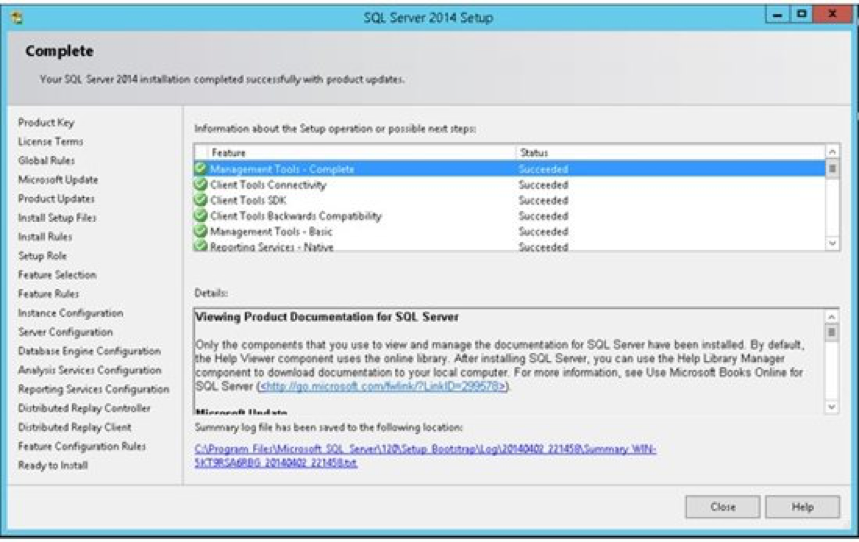 SQL Server 2014 Setup
Complete
Your SQL Server 2014 installation completed successfully with product updates.
Product Key
License Terms
Global Rules
Microsoft Update
Product Updates
Install Setup Files
Install Rules
Setup Role
Feature Selection
Feature Rules
Instance Configuration
Server Configuration
Database Engine Configuration
Analysis Services Configuration
Reporting Services Configuration
Distributed Replay Controller
Distributed Replay Client
Feature Configuration Rules
Ready to Install
Information about the Setup operation or possible next steps:
Feature Status
Management Tools - Complete Succeeded
Client Tools Connectivity Succeeded
Client Tools SDK Succeeded
Client Tools Backwards Compatibility Succeeded
Management Tools - Basic Succeeded
Reporting Services - Native Succeeded
Details:
Viewing Product Documentation for SQL Server
Only the components that you use to view and manage the documentation for SQL Server have been installed. By default,
the Help Viewer component uses the online library. After installing SQL Server, you can use the Help Library Manager
component to download documentation to your local computer. For more information, see Use Microsoft Books Online for
SQL Server (<http://go.microsoft.com/fwlink/?LinkID=299578>).
Microsoft Update
Summary log file has been saved to the following location:
C:\Program Files\Microsoft SQL Server\120\Setup Bootstrap\Log\20140402_221458\Summary_WIN-
5KT9RSA6RBG_20140402_221458.txt
Close Help